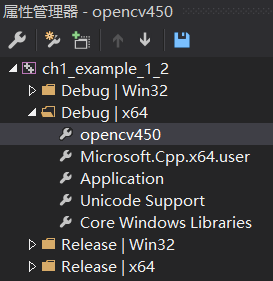 属性管理器 - opencv450
ch1_example_1_2
Debug | Win32
Debug | x64
opencv450
Microsoft.Cpp.x64.user
Application
Unicode Support
Core Windows Libraries
Release | Win32
Release | x64